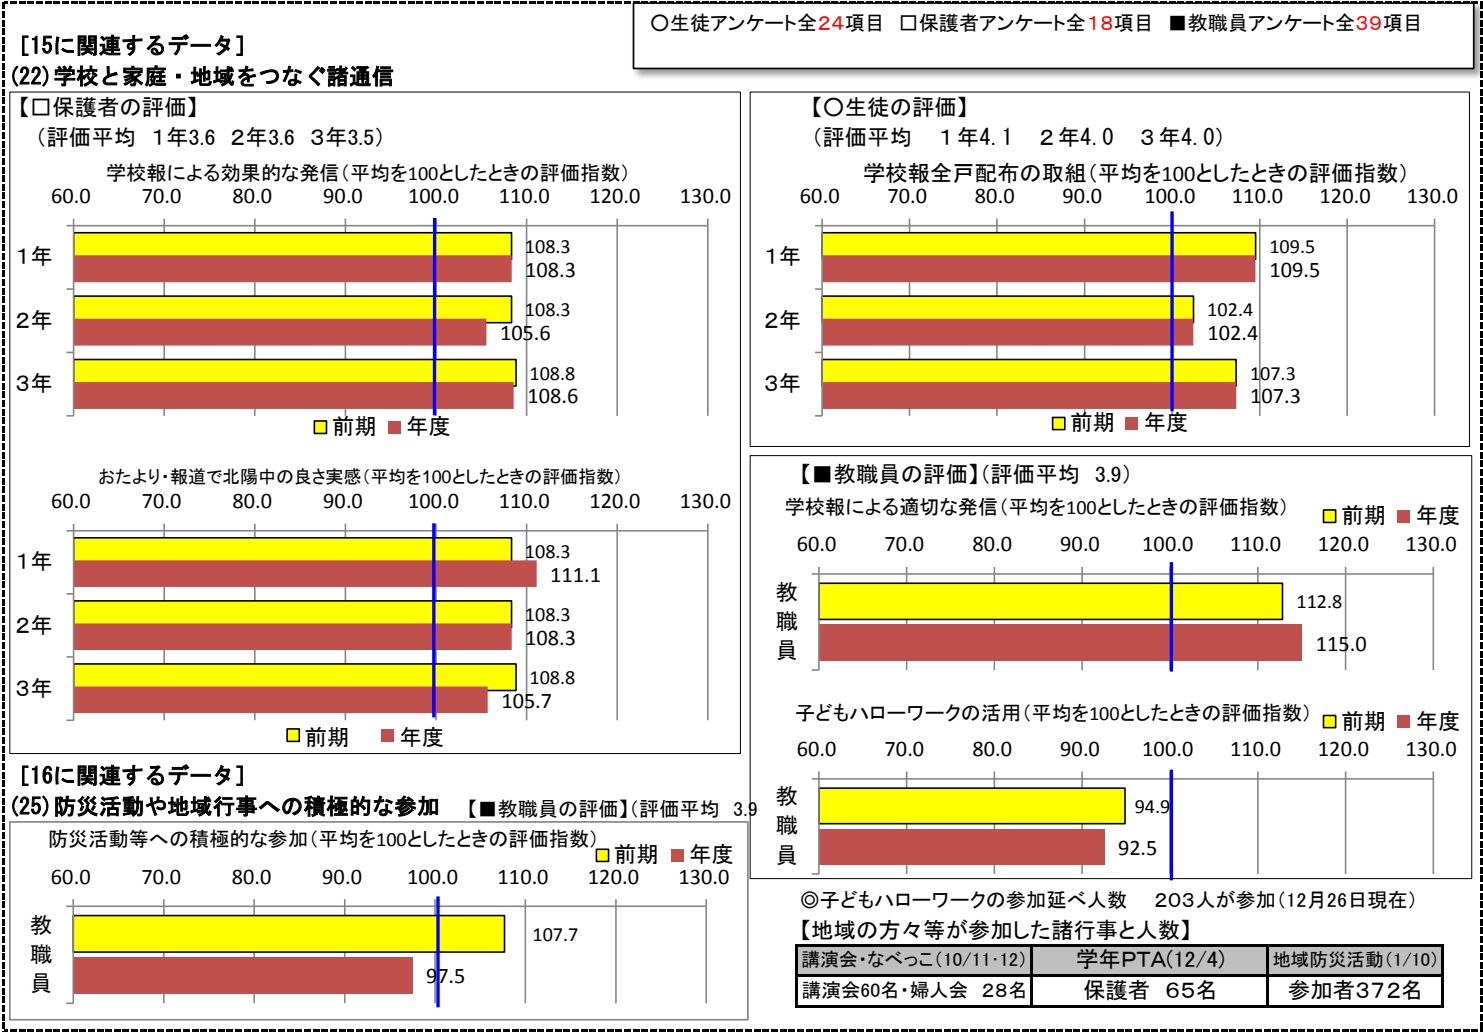 ○生徒アンケート全24項目 □保護者アンケート全18項目 ■教職員アンケート全39項目
[15に関連するデータ]
(22)学校と家庭・地域をつなぐ諸通信
【□保護者の評価】
(評価平均 1年3.6 2年3.6 3年3.5)
学校報による効果的な発信(平均を100としたときの評価指数)
60.0 70.0 80.0 90.0 100.0 110.0 120.0 130.0
1年 108.3
108.3
2年 108.3
105.6
3年 108.8
108.6
前期 年度
おたより・報道で北陽中の良さ実感(平均を100としたときの評価指数)
60.0 70.0 80.0 90.0 100.0 110.0 120.0 130.0
1年 108.3
111.1
2年 108.3
108.3
3年 108.8
105.7
前期 年度
【○生徒の評価】
(評価平均 1年4.1 2年4.0 3年4.0)
学校報全戸配布の取組(平均を100としたときの評価指数)
60.0 70.0 80.0 90.0 100.0 110.0 120.0 130.0
1年 109.5
109.5
2年 102.4
102.4
3年 107.3
107.3
前期 年度
【■教職員の評価】(評価平均 3.9)
学校報による適切な発信(平均を100としたときの評価指数) 前期 年度
60.0 70.0 80.0 90.0 100.0 110.0 120.0 130.0
教職員 112.8
115.0
子どもハローワークの活用(平均を100としたときの評価指数) 前期 年度
60.0 70.0 80.0 90.0 100.0 110.0 120.0 130.0
教職員 94.9
92.5
[16に関連するデータ]
(25)防災活動や地域行事への積極的な参加 【■教職員の評価】(評価平均 3.9
防災活動等への積極的な参加(平均を100としたときの評価指数) 前期 年度
60.0 70.0 80.0 90.0 100.0 110.0 120.0 130.0
教職員 107.7
97.5
◎子どもハローワークの参加延べ人数 203人が参加(12月26日現在)
【地域の方々等が参加した諸行事と人数】
講演会・なべっこ(10/11・12) 学年PTA(12/4) 地域防災活動(1/10)
講演会60名・婦人会 28名 保護者 65名 参加者372名